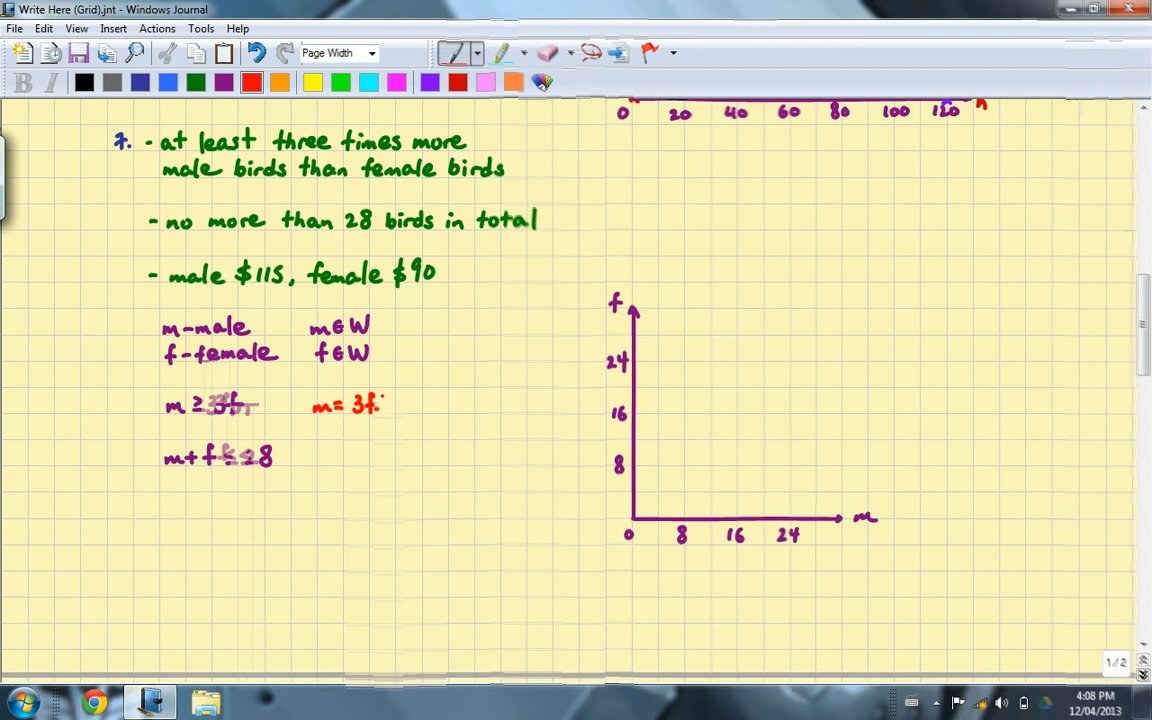 Write Here (Grid).jnt - Windows Journal
File Edit View Insert Actions Tools Help
Page Width
B I
0 20 40 60 80 100 120 n
7. - at least three times more
male birds than female birds
- no more than 28 birds in total
- male $115, female $90
m - male m ∈ W
f - female f ∈ W
m ≥ 3f m = 3f
m + f ≤ 28
f
24
16
8
m
0 8 16 24
1 / 2
4:08 PM
12/04/2013